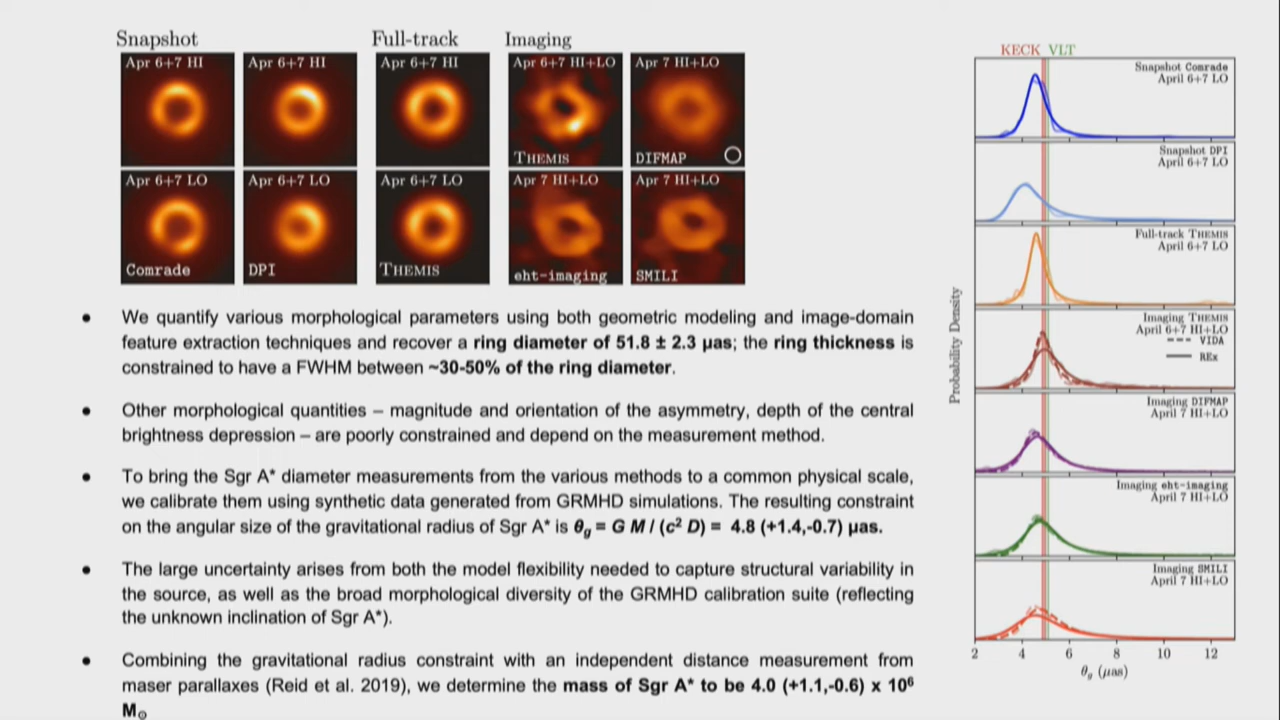 Snapshot
Full-track
Imaging
Apr 6+7 HI
Apr 6+7 HI
Apr 6+7 HI
Apr 6+7 HI+LO
THEMIS
Apr 7 HI+LO
DIFMAP
Apr 6+7 LO
Comrade
Apr 6+7 LO
DPI
Apr 6+7 LO
THEMIS
Apr 7 HI+LO
eht-imaging
Apr 7 HI+LO
SMILI
• We quantify various morphological parameters using both geometric modeling and image-domain
feature extraction techniques and recover a ring diameter of 51.8 ± 2.3 µas; the ring thickness is
constrained to have a FWHM between ~30-50% of the ring diameter.
• Other morphological quantities – magnitude and orientation of the asymmetry, depth of the central
brightness depression – are poorly constrained and depend on the measurement method.
• To bring the Sgr A* diameter measurements from the various methods to a common physical scale,
we calibrate them using synthetic data generated from GRMHD simulations. The resulting constraint
on the angular size of the gravitational radius of Sgr A* is θg = G M / (c² D) = 4.8 (+1.4,-0.7) µas.
• The large uncertainty arises from both the model flexibility needed to capture structural variability in
the source, as well as the broad morphological diversity of the GRMHD calibration suite (reflecting
the unknown inclination of Sgr A*).
• Combining the gravitational radius constraint with an independent distance measurement from
maser parallaxes (Reid et al. 2019), we determine the mass of Sgr A* to be 4.0 (+1.1,-0.6) x 10⁶
M⊙
KECK VLT
Snapshot Comrade
April 6+7 LO
Snapshot DPI
April 6+7 LO
Full-track THEMIS
April 6+7 LO
Imaging THEMIS
April 6+7 HI+LO
VIDA
REx
Imaging DIFMAP
April 7 HI+LO
Imaging eht-imaging
April 7 HI+LO
Imaging SMILI
April 7 HI+LO
Probability Density
2 4 6 8 10 12
θg (µas)